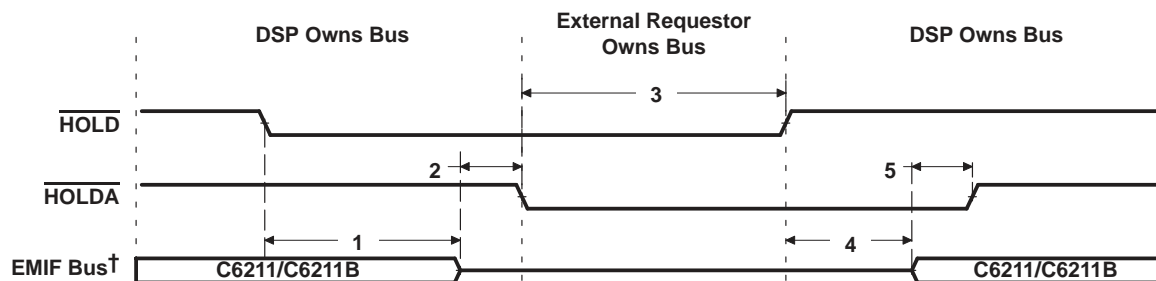 DSP Owns Bus
External Requestor
Owns Bus
DSP Owns Bus
3
HOLD
2
5
HOLDA
1
4
EMIF Bus†
C6211/C6211B
C6211/C6211B